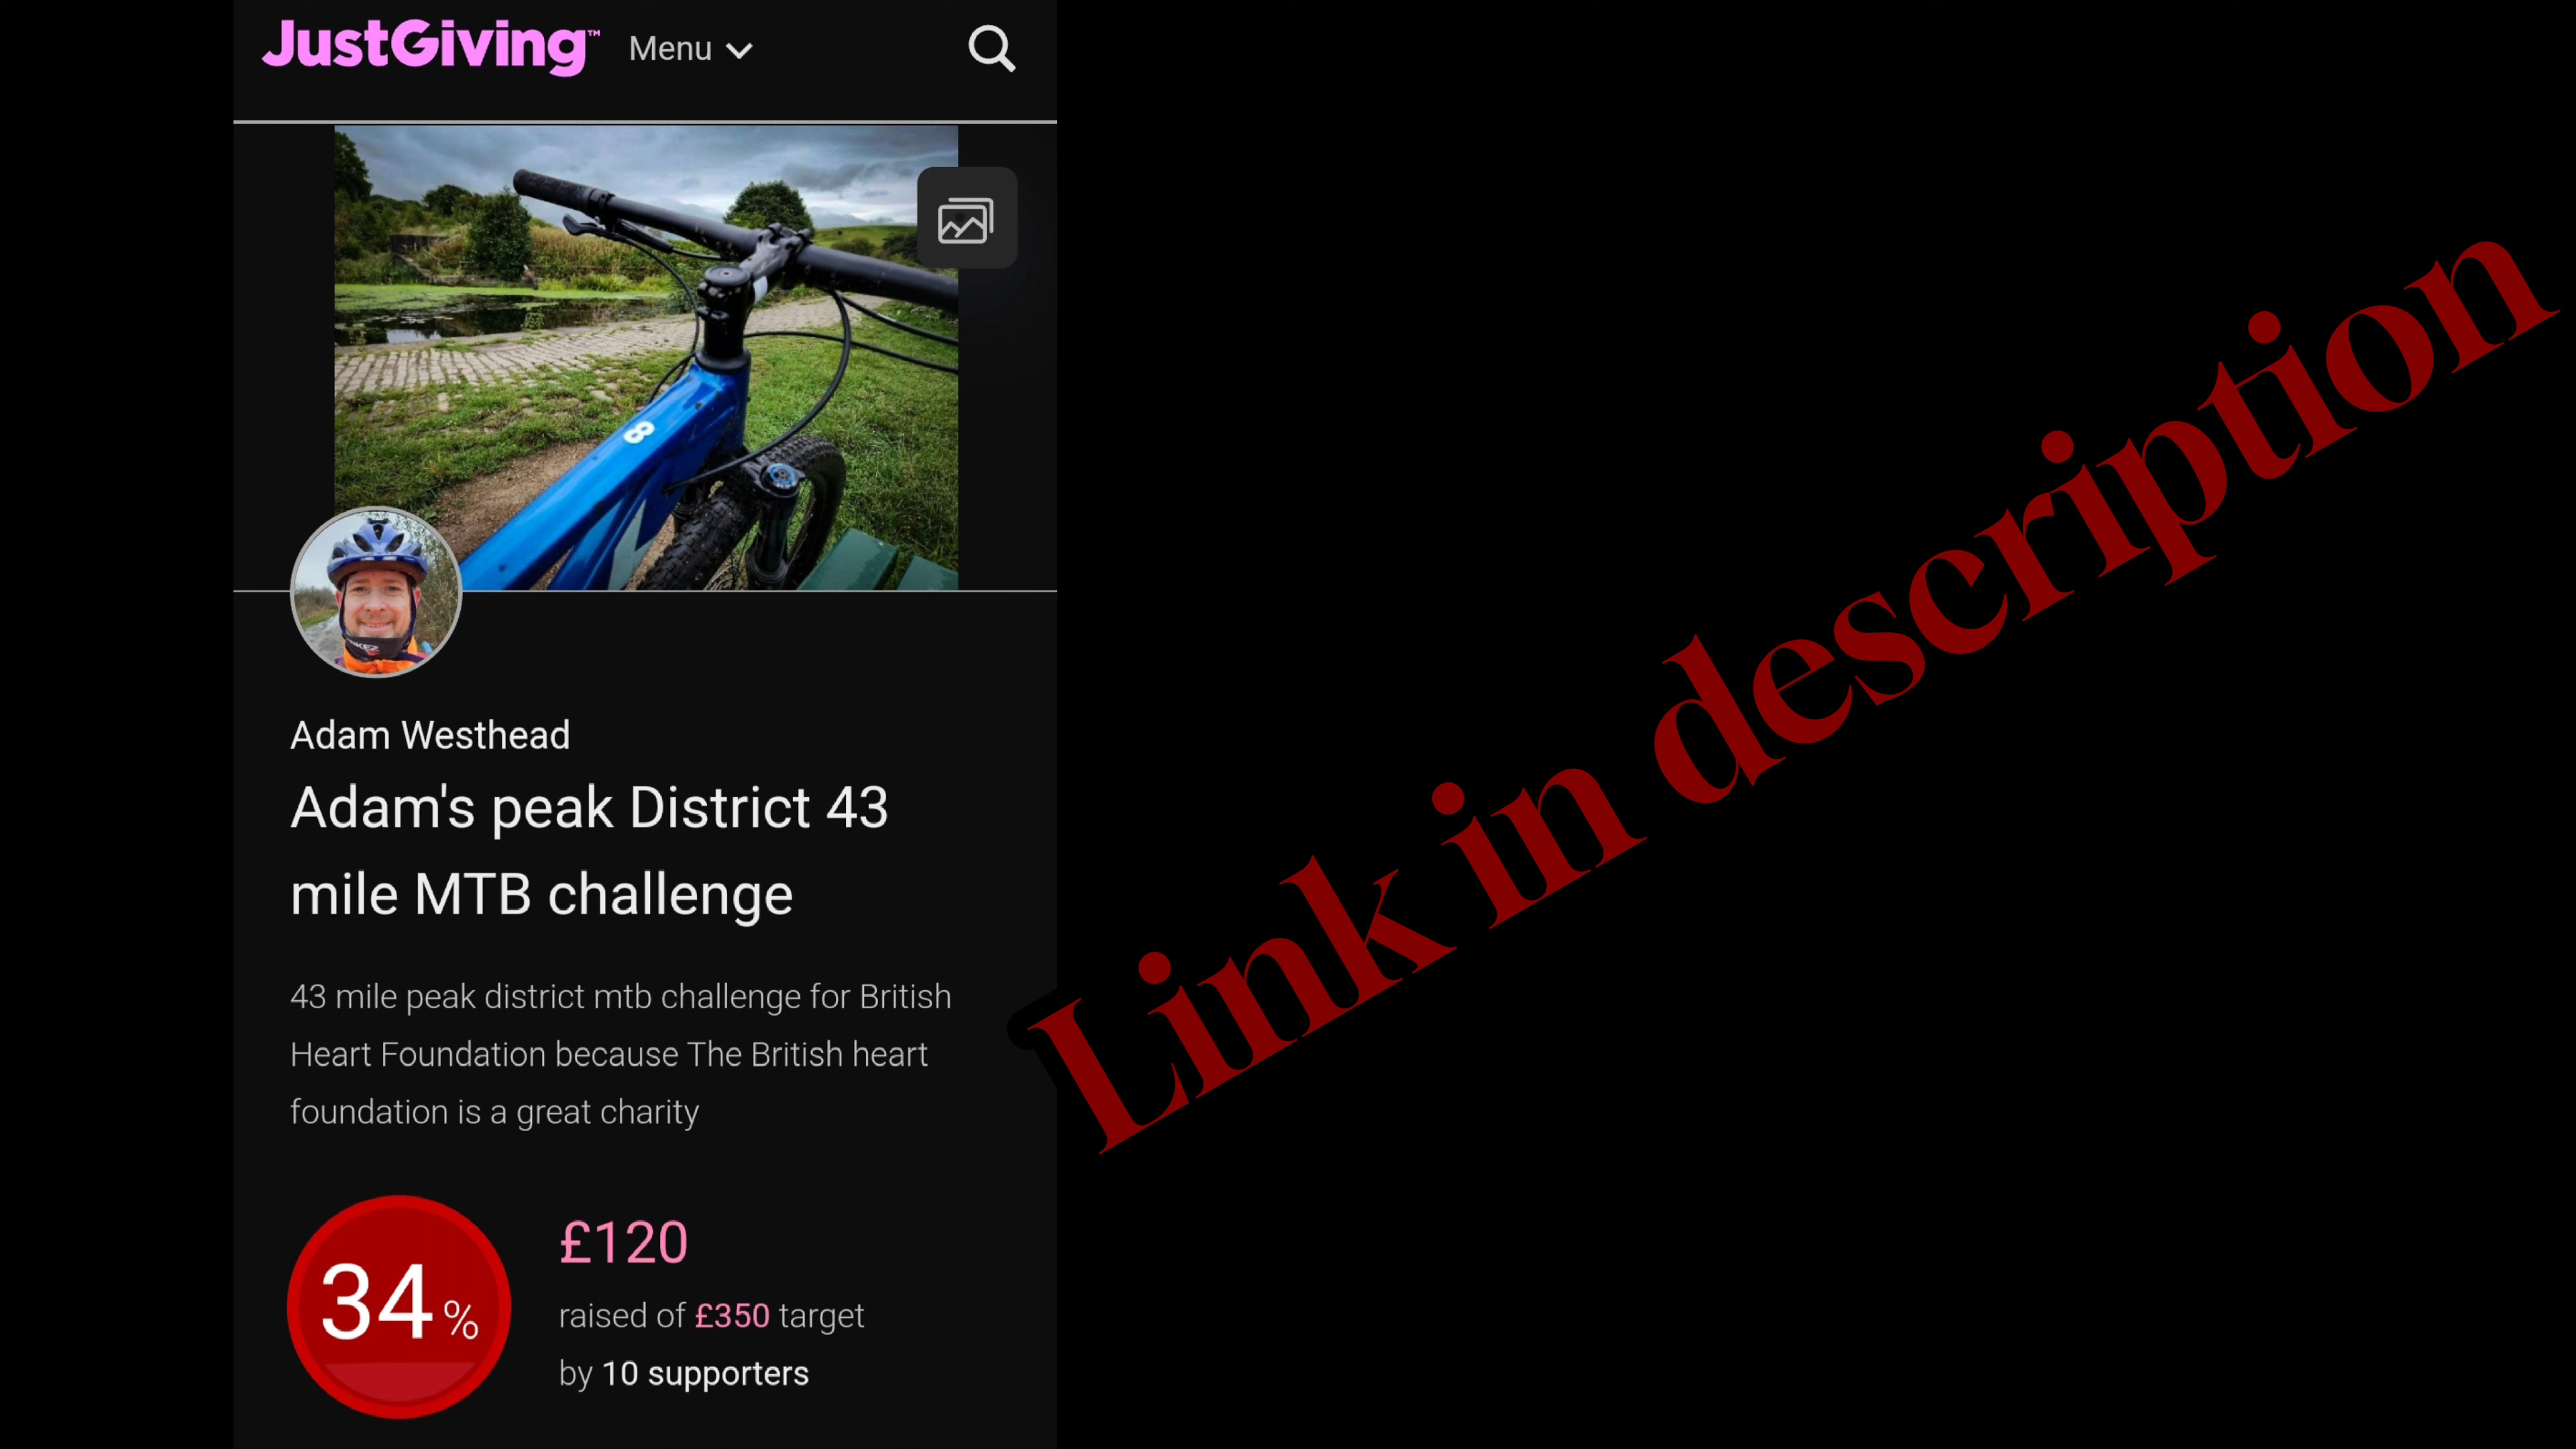 JustGiving™ Menu
8
Adam Westhead
Adam's peak District 43
mile MTB challenge
43 mile peak district mtb challenge for British
Heart Foundation because The British heart
foundation is a great charity
34%
£120
raised of £350 target
by 10 supporters
Link in description